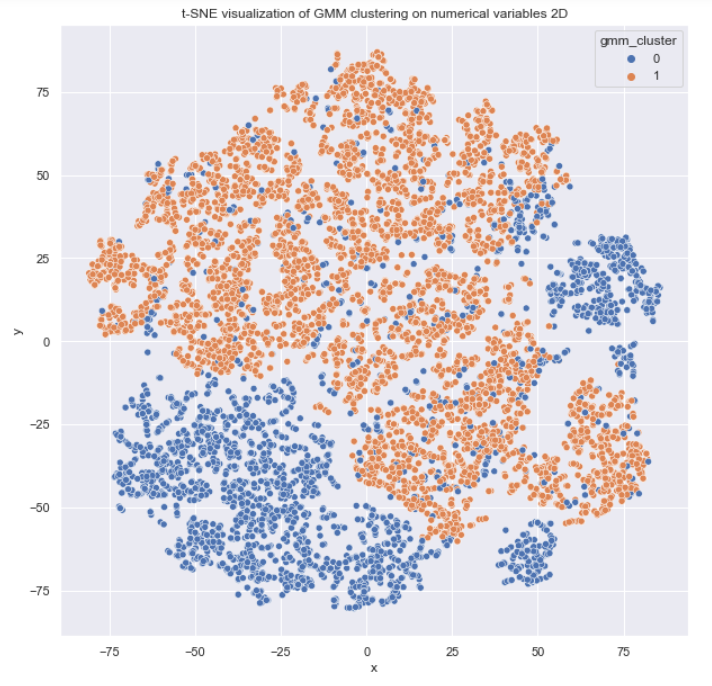 t-SNE visualization of GMM clustering on numerical variables 2D
gmm_cluster
0
1
75
50
25
0
−25
−50
−75
y
−75 −50 −25 0 25 50 75
x